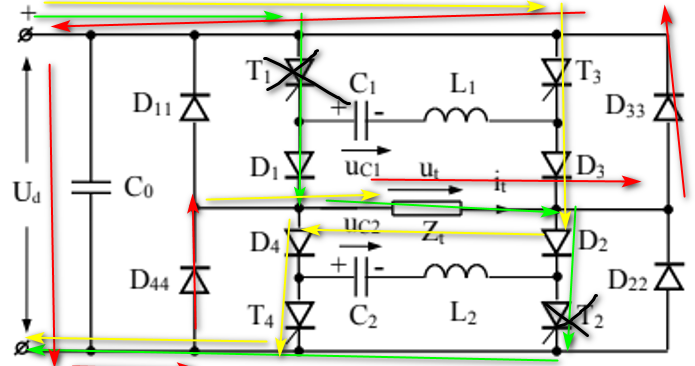 +
T1 C1 L1 T3
+ -
D11 D33
D1 uC1 ut it D3
Ud C0
uC2 Zt
D4 D2
D44 + - D22
T4 C2 L2 T2